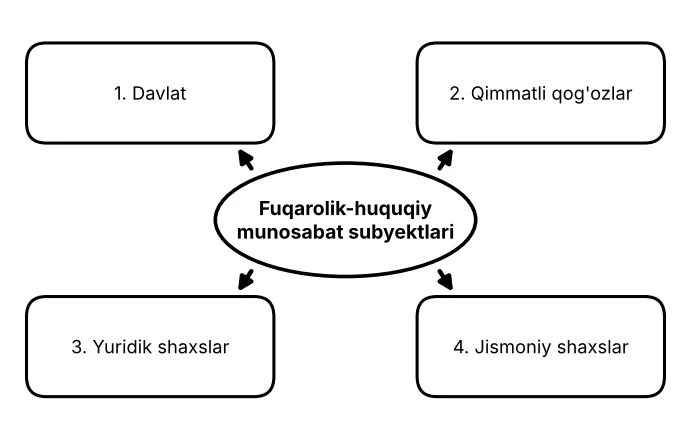 1. Davlat
2. Qimmatli qog'ozlar
Fuqarolik-huquqiy
munosabat subyektlari
3. Yuridik shaxslar
4. Jismoniy shaxslar